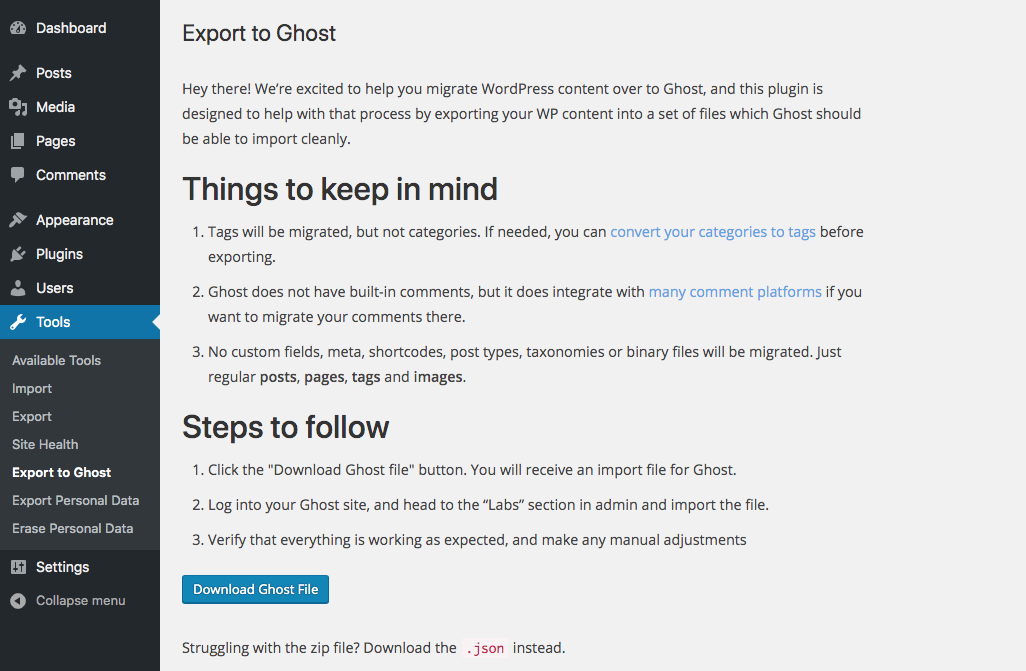 Dashboard
Posts
Media
Pages
Comments
Appearance
Plugins
Users
Tools
Available Tools
Import
Export
Site Health
Export to Ghost
Export Personal Data
Erase Personal Data
Settings
Collapse menu
Export to Ghost
Hey there! We’re excited to help you migrate WordPress content over to Ghost, and this plugin is
designed to help with that process by exporting your WP content into a set of files which Ghost should
be able to import cleanly.
Things to keep in mind
1. Tags will be migrated, but not categories. If needed, you can convert your categories to tags before
exporting.
2. Ghost does not have built-in comments, but it does integrate with many comment platforms if you
want to migrate your comments there.
3. No custom fields, meta, shortcodes, post types, taxonomies or binary files will be migrated. Just
regular posts, pages, tags and images.
Steps to follow
1. Click the "Download Ghost file" button. You will receive an import file for Ghost.
2. Log into your Ghost site, and head to the “Labs” section in admin and import the file.
3. Verify that everything is working as expected, and make any manual adjustments
Download Ghost File
Struggling with the zip file? Download the .json instead.